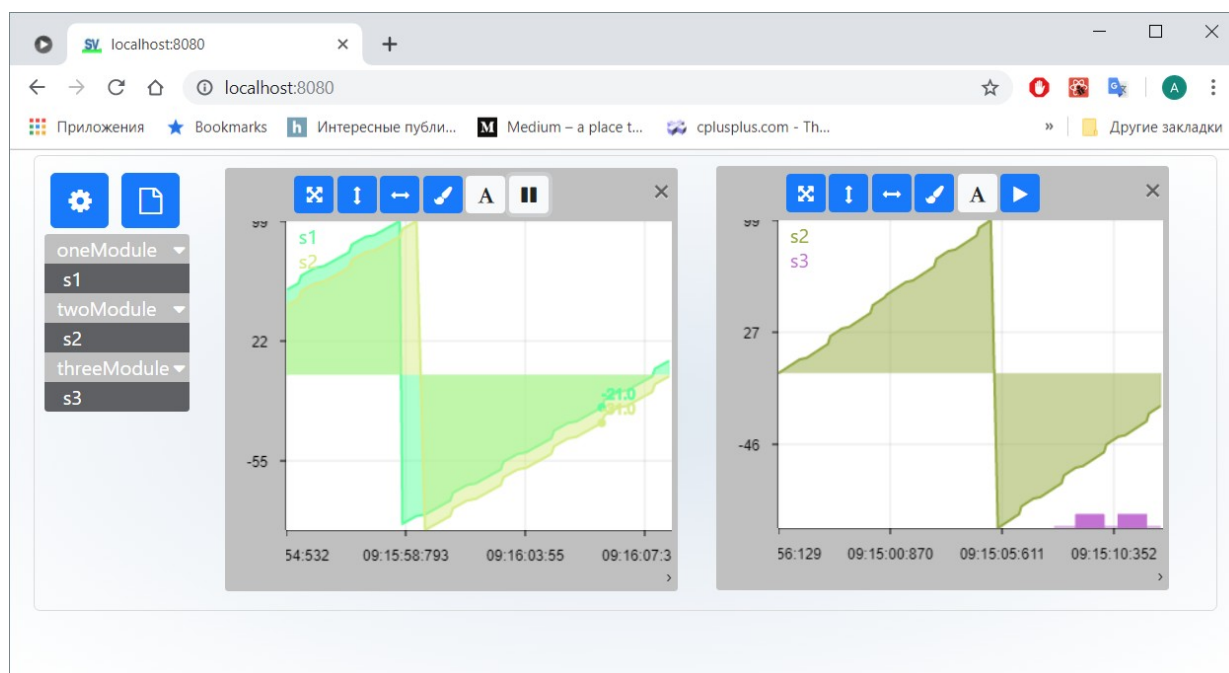 SV localhost:8080
localhost:8080
A
Приложения Bookmarks h Интересные публи... M Medium – a place t... cplusplus.com - Th... » Другие закладки
oneModule
s1
twoModule
s2
threeModule
s3
A
99
s1
s2
22
-21.0
-31.0
-55
54:532 09:15:58:793 09:16:03:55 09:16:07:3
›
A
99
s2
s3
27
-46
56:129 09:15:00:870 09:15:05:611 09:15:10:352
›